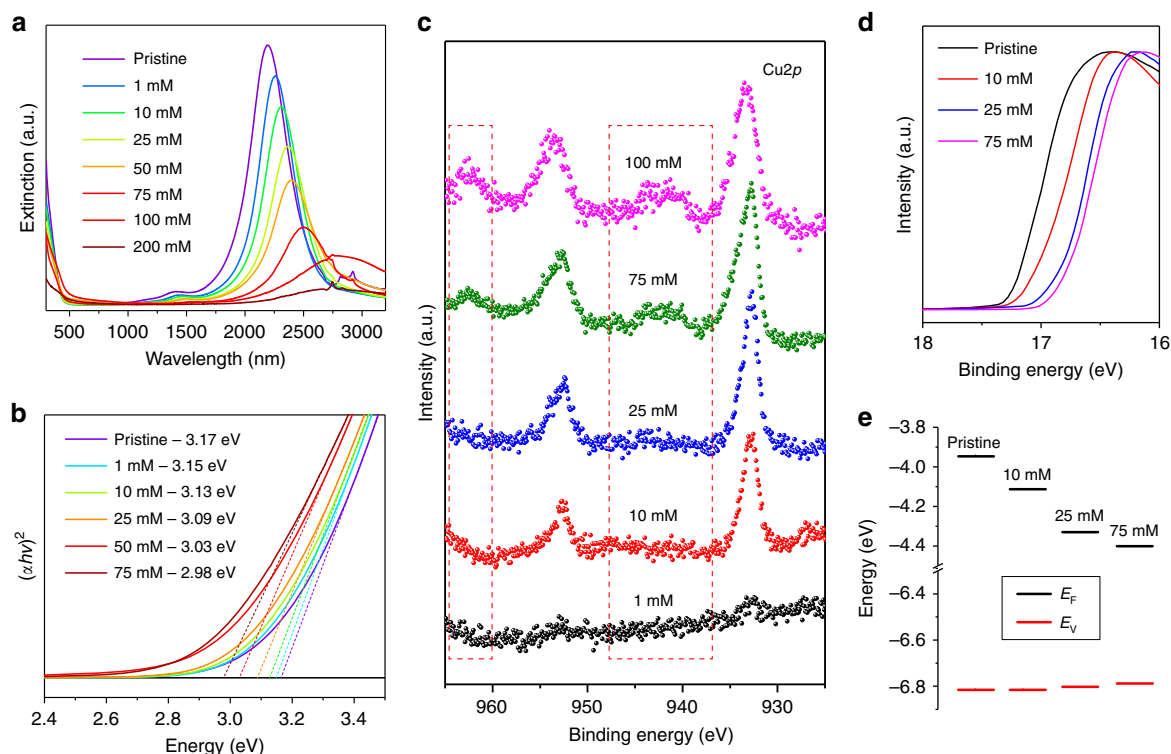 a
Extinction (a.u.)
Pristine
1 mM
10 mM
25 mM
50 mM
75 mM
100 mM
200 mM
500
1000
1500
2000
2500
3000
Wavelength (nm)
b
(αhv)²
Pristine – 3.17 eV
1 mM – 3.15 eV
10 mM – 3.13 eV
25 mM – 3.09 eV
50 mM – 3.03 eV
75 mM – 2.98 eV
2.4
2.6
2.8
3.0
3.2
3.4
Energy (eV)
c
Intensity (a.u.)
Cu2p
100 mM
75 mM
25 mM
10 mM
1 mM
960
950
940
930
Binding energy (eV)
d
Intensity (a.u.)
Pristine
10 mM
25 mM
75 mM
18
17
16
Binding energy (eV)
e
Energy (eV)
–3.8
–4.0
–4.2
–4.4
–6.4
–6.6
–6.8
Pristine
10 mM
25 mM
75 mM
E_F
E_V